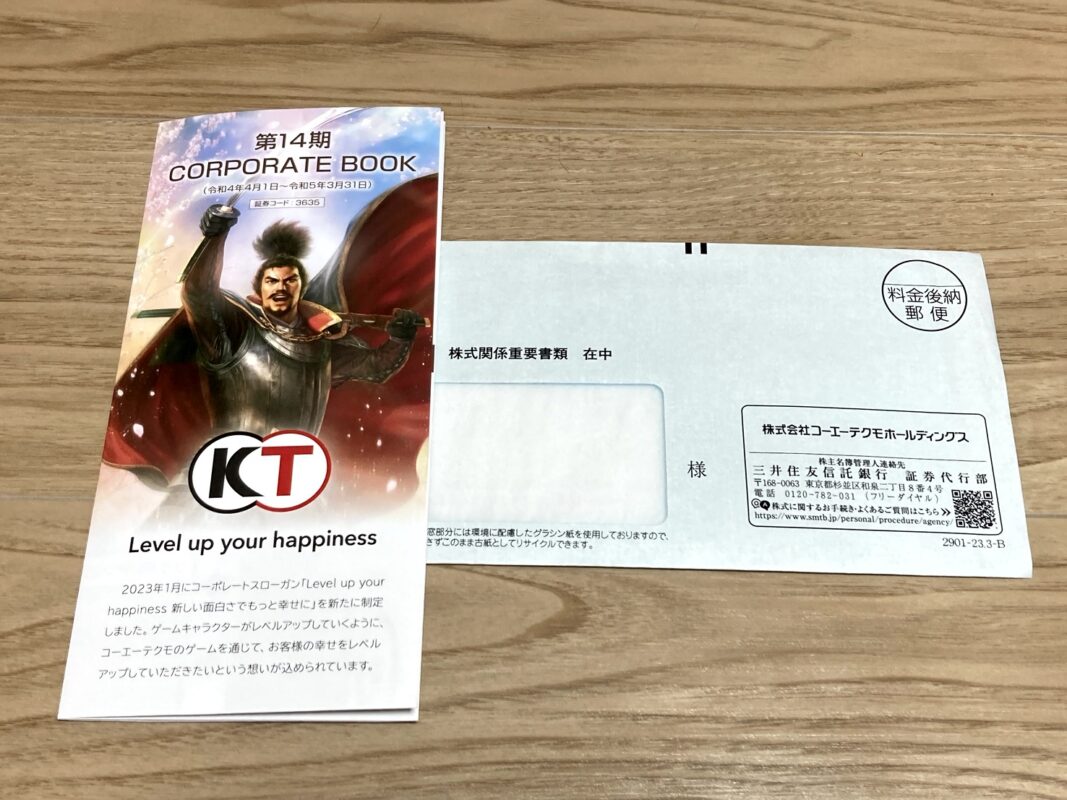 第14期
CORPORATE BOOK
(令和4年4月1日~令和5年3月31日)
証券コード：3635
KT
Level up your happiness
2023年1月にコーポレートスローガン「Level up your
happiness 新しい面白さでもっと幸せに」を新たに制定
しました。ゲームキャラクターがレベルアップしていくように、
コーエーテクモのゲームを通じて、お客様の幸せをレベル
アップしていただきたいという想いが込められています。
料金後納
郵便
株式関係重要書類 在中
様
株式会社コーエーテクモホールディングス
株主名簿管理人連絡先
三井住友信託銀行 証券代行部
〒168-0063 東京都杉並区和泉二丁目8番4号
電話 0120-782-031 (フリーダイヤル)
Q&A 株式に関するお手続き・よくあるご質問はこちら≫
https://www.smtb.jp/personal/procedure/agency/
2901-23.3-B
窓部分には環境に配慮したグラシン紙を使用しておりますので、
さずこのまま古紙としてリサイクルできます。